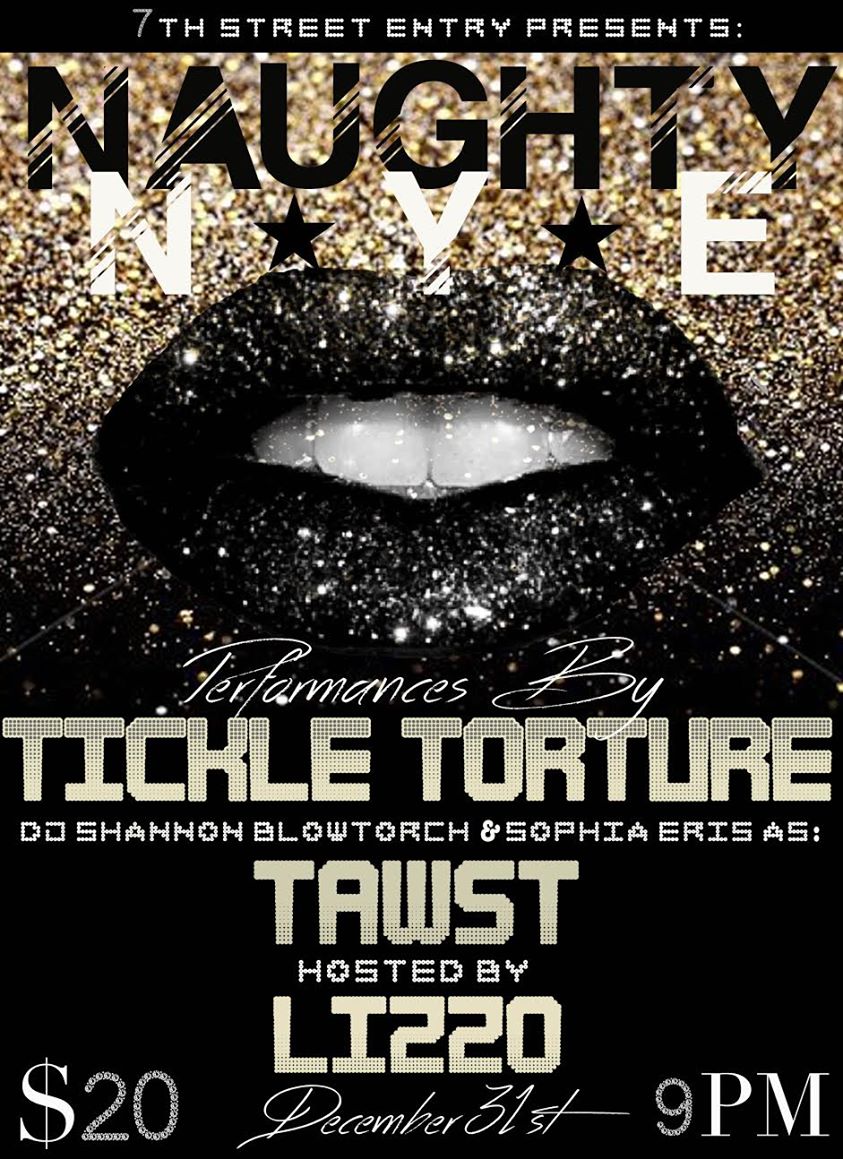 7TH STREET ENTRY PRESENTS:
NAUGHTY
N★Y★E
Performances By
TICKLE TORTURE
DJ SHANNON BLOWTORCH & SOPHIA ERIS AS:
TAWST
HOSTED BY
LIZZO
$20 December 31st 9PM